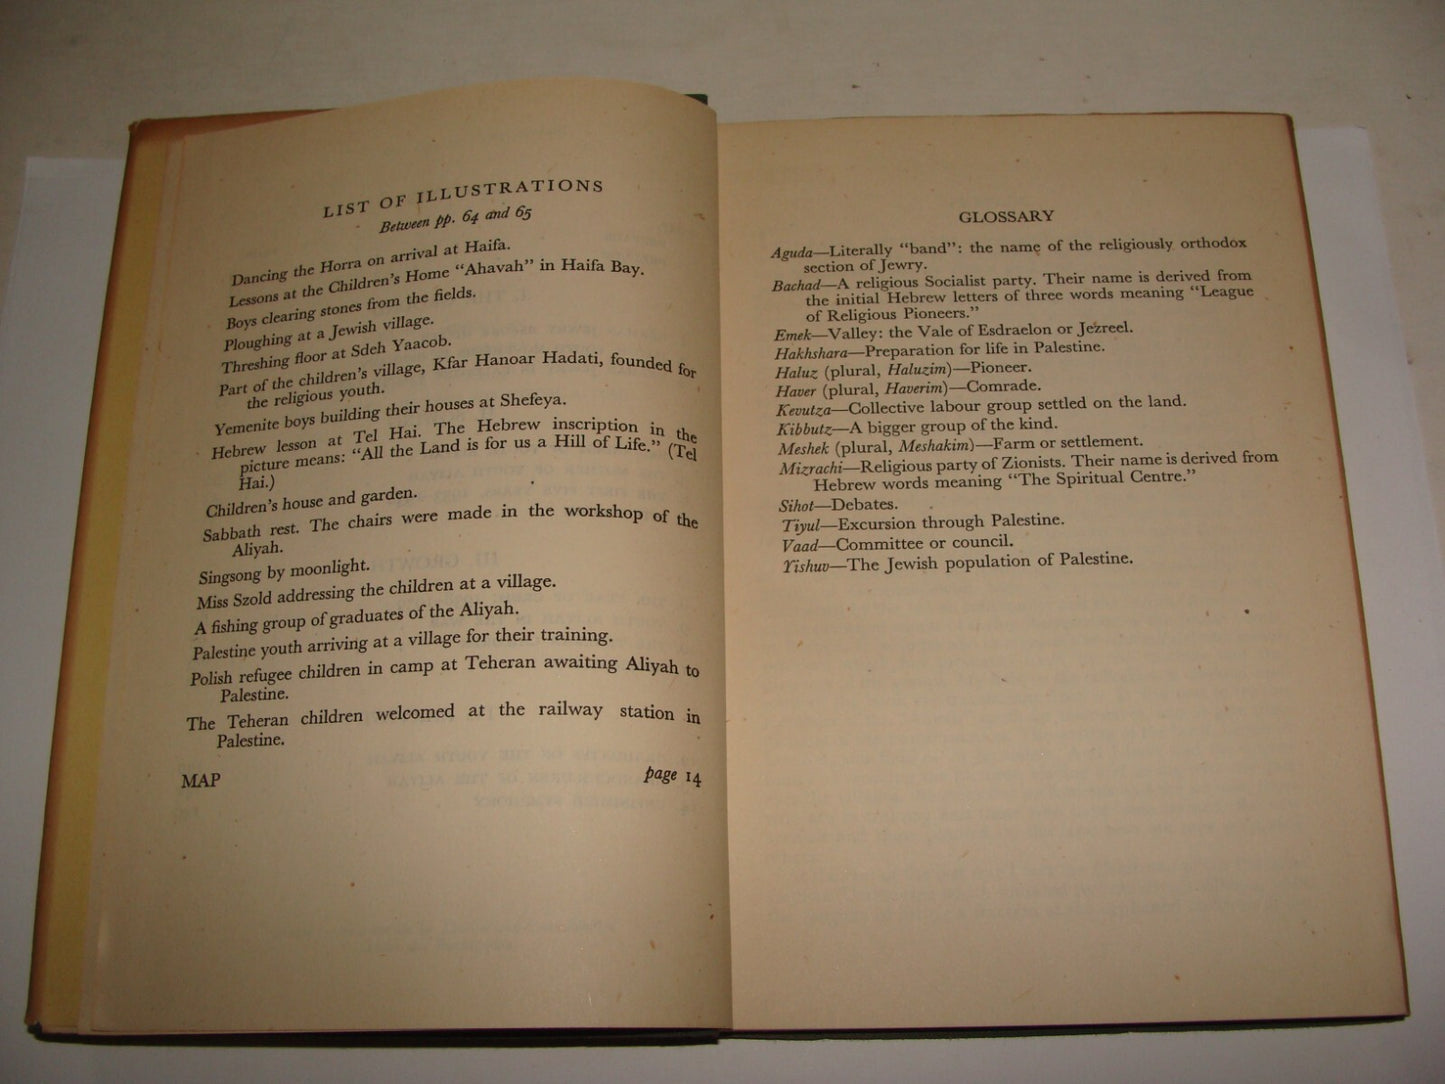 LIST OF ILLUSTRATIONS
Between pp. 64 and 65
Dancing the Horra on arrival at Haifa.
Lessons at the Children's Home "Ahavah" in Haifa Bay.
Boys clearing stones from the fields.
Ploughing at a Jewish village.
Threshing floor at Sdeh Yaacob.
Part of the children's village, Kfar Hanoar Hadati, founded for
the religious youth.
Yemenite boys building their houses at Shefeya.
Hebrew lesson at Tel Hai. The Hebrew inscription in the
picture means: "All the Land is for us a Hill of Life." (Tel
Hai.)
Children's house and garden.
Sabbath rest. The chairs were made in the workshop of the
Aliyah.
Singsong by moonlight.
Miss Szold addressing the children at a village.
A fishing group of graduates of the Aliyah.
Palestine youth arriving at a village for their training.
Polish refugee children in camp at Teheran awaiting Aliyah to
Palestine.
The Teheran children welcomed at the railway station in
Palestine.
MAP page 14
GLOSSARY
Aguda—Literally "band": the name of the religiously orthodox
section of Jewry.
Bachad—A religious Socialist party. Their name is derived from
the initial Hebrew letters of three words meaning "League
of Religious Pioneers."
Emek—Valley: the Vale of Esdraelon or Jezreel.
Hakhshara—Preparation for life in Palestine.
Haluz (plural, Haluzim)—Pioneer.
Haver (plural, Haverim)—Comrade.
Kevutza—Collective labour group settled on the land.
Kibbutz—A bigger group of the kind.
Meshek (plural, Meshakim)—Farm or settlement.
Mizrachi—Religious party of Zionists. Their name is derived from
Hebrew words meaning "The Spiritual Centre."
Sihot—Debates.
Tiyul—Excursion through Palestine.
Vaad—Committee or council.
Yishuv—The Jewish population of Palestine.